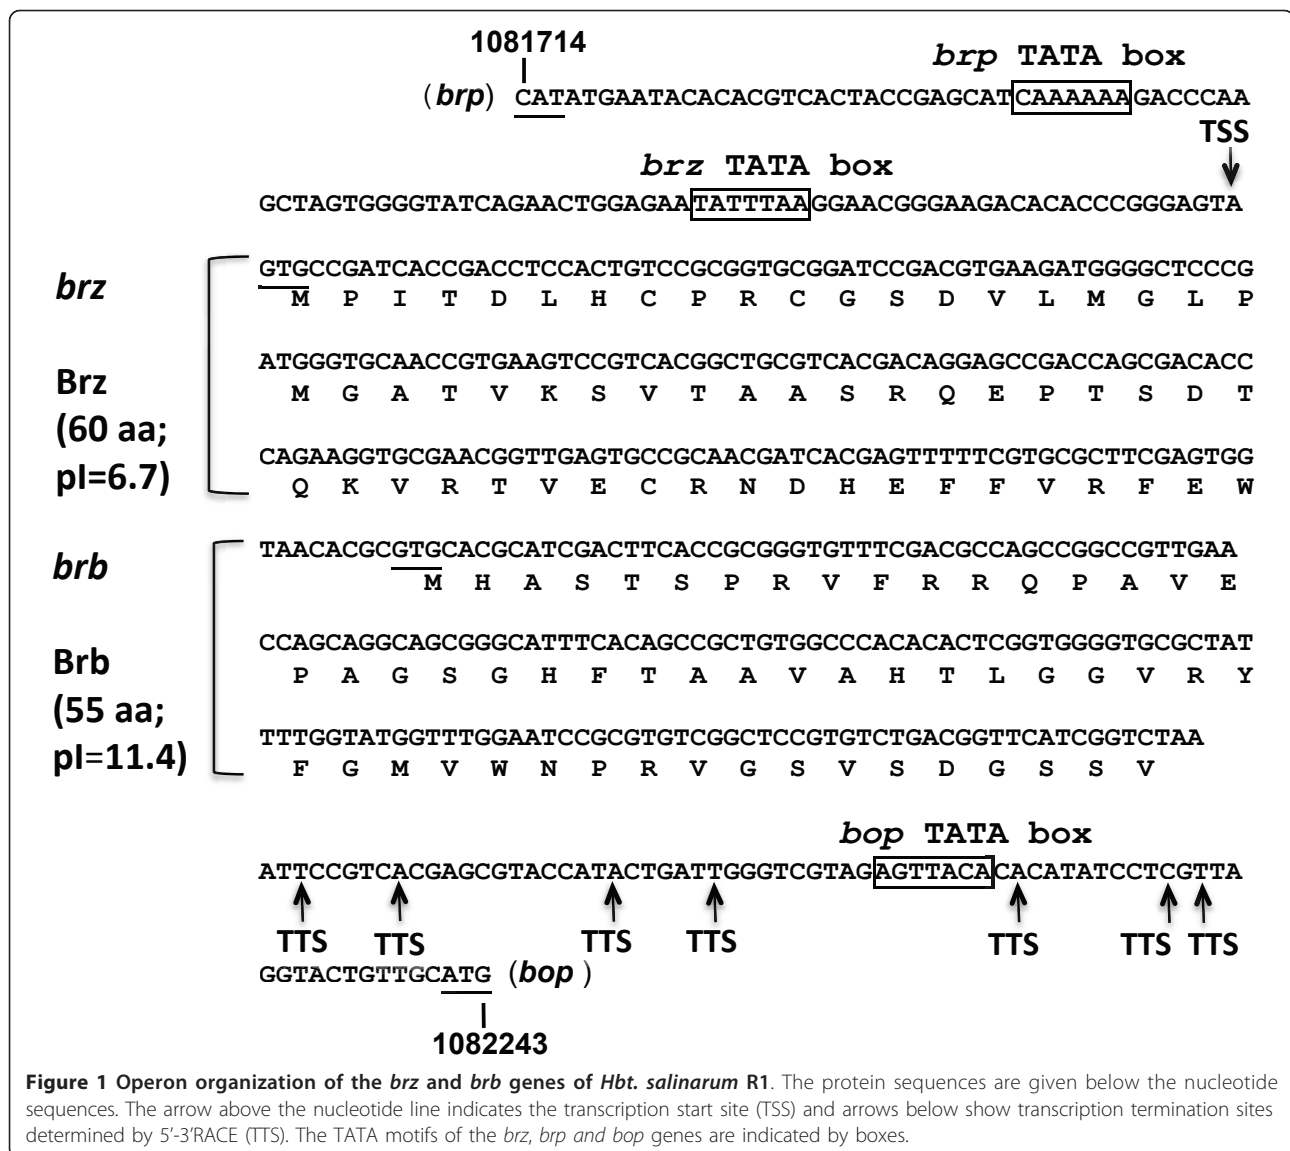 1081714
brp TATA box
(brp) CATATGAATACACACGTCACTACCGAGCATCAAAAAAGACCCAA
TSS
brz TATA box
GCTAGTGGGGTATCAGAACTGGAGAATATTTAAGGAACGGGAAGACACACCCGGGAGTA
brz
GTGCCGATCACCGACCTCCACTGTCCGCGGTGCGGATCCGACGTGAAGATGGGGCTCCCG
M P I T D L H C P R C G S D V L M G L P
Brz
(60 aa;
pI=6.7)
ATGGGTGCAACCGTGAAGTCCGTCACGGCTGCGTCACGACAGGAGCCGACCAGCGACACC
M G A T V K S V T A A S R Q E P T S D T
CAGAAGGTGCGAACGGTTGAGTGCCGCAACGATCACGAGTTTTTCGTGCGCTTCGAGTGG
Q K V R T V E C R N D H E F F V R F E W
brb
TAACACGCGTGCACGCATCGACTTCACCGCGGGTGTTTCGACGCCAGCCGGCCGTTGAA
M H A S T S P R V F R R Q P A V E
Brb
(55 aa;
pI=11.4)
CCAGCAGGCAGCGGGCATTTCACAGCCGCTGTGGCCCACACACTCGGTGGGGTGCGCTAT
P A G S G H F T A A V A H T L G G V R Y
TTTGGTATGGTTTGGAATCCGCGTGTCGGCTCCGTGTCTGACGGTTCATCGGTCTAA
F G M V W N P R V G S V S D G S S V
bop TATA box
ATTCCGTCACGAGCGTACCATACTGATTGGGTCGTAGAGTTACACACATATCCTCGTTA
TTS TTS TTS TTS TTS TTS TTS
GGTACTGTTGCATG (bop )
1082243
Figure 1 Operon organization of the brz and brb genes of Hbt. salinarum R1. The protein sequences are given below the nucleotide
sequences. The arrow above the nucleotide line indicates the transcription start site (TSS) and arrows below show transcription termination sites
determined by 5'-3'RACE (TTS). The TATA motifs of the brz, brp and bop genes are indicated by boxes.